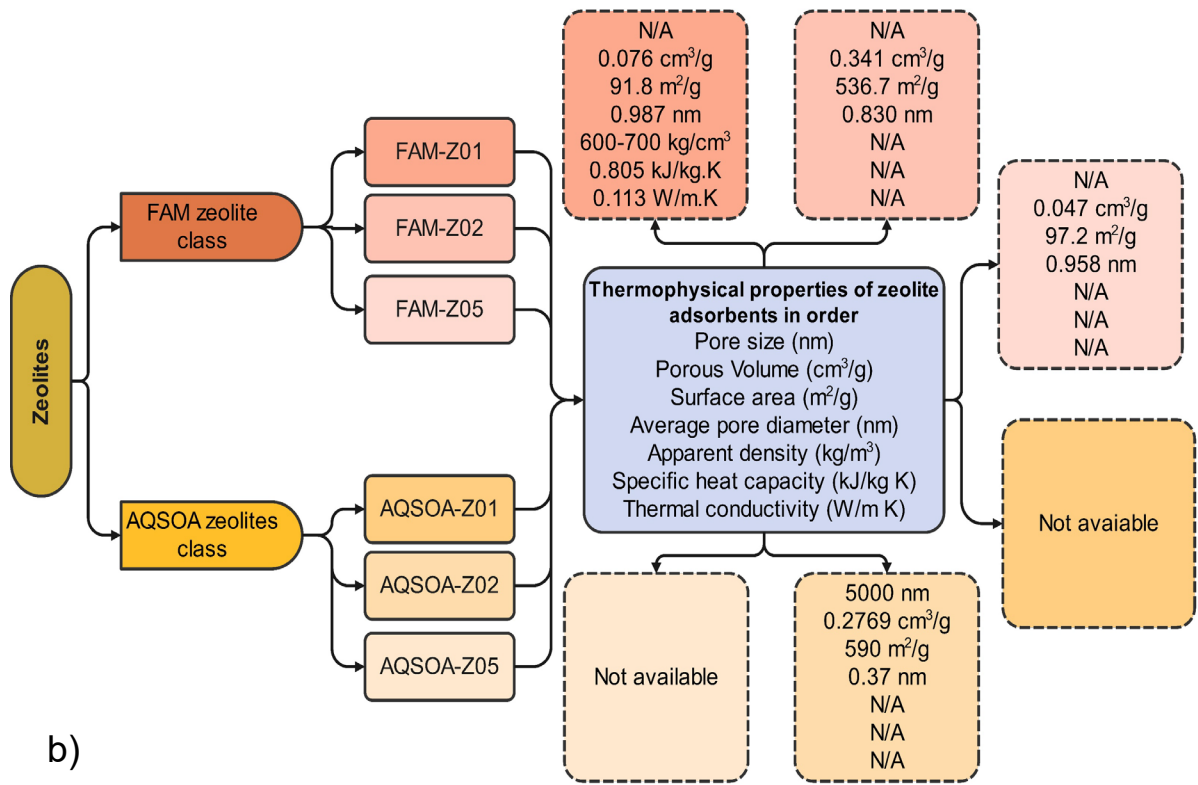 Zeolites
FAM zeolite
class
AQSOA zeolites
class
FAM-Z01
FAM-Z02
FAM-Z05
AQSOA-Z01
AQSOA-Z02
AQSOA-Z05
N/A
0.076 cm³/g
91.8 m²/g
0.987 nm
600-700 kg/cm³
0.805 kJ/kg.K
0.113 W/m.K
N/A
0.341 cm³/g
536.7 m²/g
0.830 nm
N/A
N/A
N/A
Thermophysical properties of zeolite
adsorbents in order
Pore size (nm)
Porous Volume (cm³/g)
Surface area (m²/g)
Average pore diameter (nm)
Apparent density (kg/m³)
Specific heat capacity (kJ/kg K)
Thermal conductivity (W/m K)
N/A
0.047 cm³/g
97.2 m²/g
0.958 nm
N/A
N/A
N/A
Not avaiable
Not available
5000 nm
0.2769 cm³/g
590 m²/g
0.37 nm
N/A
N/A
N/A
b)